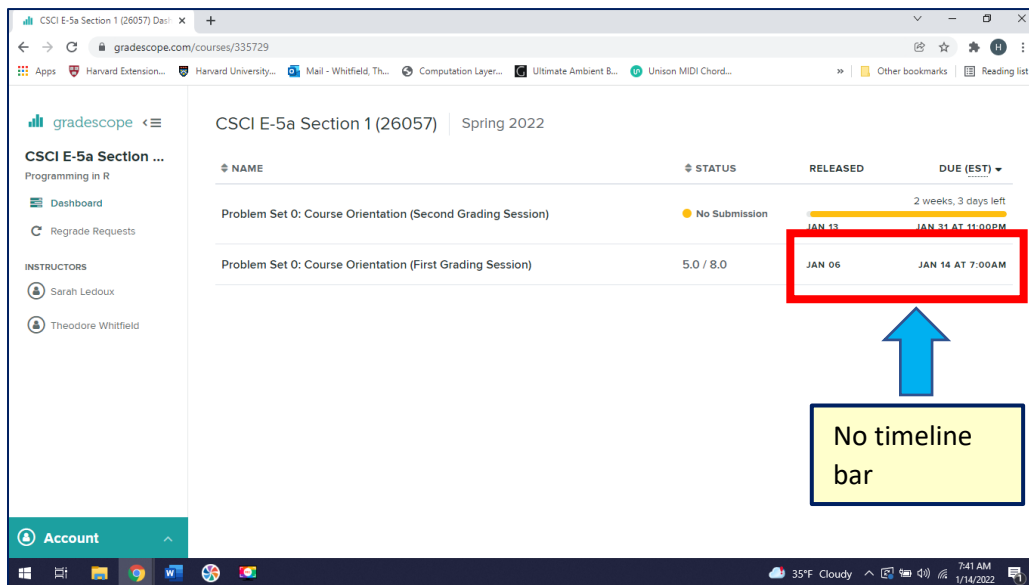 CSCI E-5a Section 1 (26057) Das
gradescope.com/courses/335729
H
Apps Harvard Extension... Harvard University... Mail - Whitfield, Th... Computation Layer... Ultimate Ambient B... Unison MIDI Chord... » Other bookmarks Reading list
gradescope
CSCI E-5a Section 1 (26057) Spring 2022
CSCI E-5a Section ...
Programming in R
Dashboard
Regrade Requests
INSTRUCTORS
Sarah Ledoux
Theodore Whitfield
NAME STATUS RELEASED DUE (EST)
2 weeks, 3 days left
Problem Set 0: Course Orientation (Second Grading Session) No Submission
JAN 13 JAN 31 AT 11:00PM
Problem Set 0: Course Orientation (First Grading Session) 5.0 / 8.0 JAN 06 JAN 14 AT 7:00AM
No timeline
bar
Account
35°F Cloudy 7:41 AM
1/14/2022